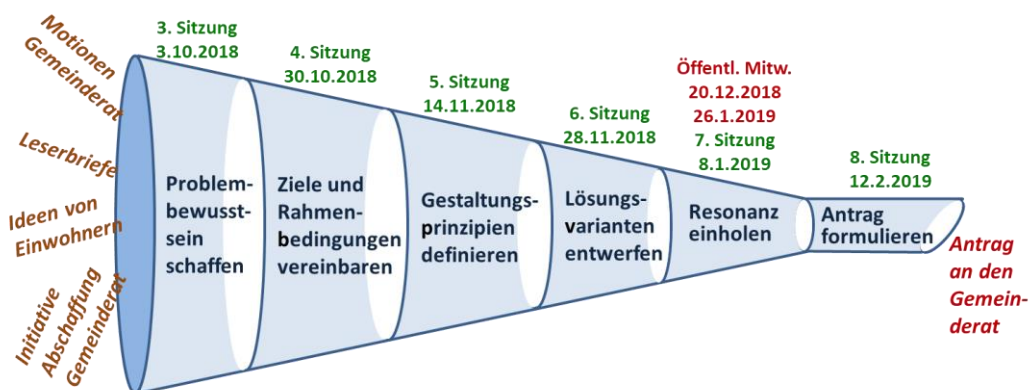 Motionen
Gemeinderat
Leserbriefe
Ideen von
Einwohnern
Initiative
Abschaffung
Gemeinderat
3. Sitzung
3.10.2018
Problem-
bewusst-
sein
schaffen
4. Sitzung
30.10.2018
Ziele und
Rahmen-
bedingungen
vereinbaren
5. Sitzung
14.11.2018
Gestaltungs-
prinzipien
definieren
6. Sitzung
28.11.2018
Lösungs-
varianten
entwerfen
Öffentl. Mitw.
20.12.2018
26.1.2019
7. Sitzung
8.1.2019
Resonanz
einholen
8. Sitzung
12.2.2019
Antrag
formulieren
Antrag
an den
Gemein-
derat